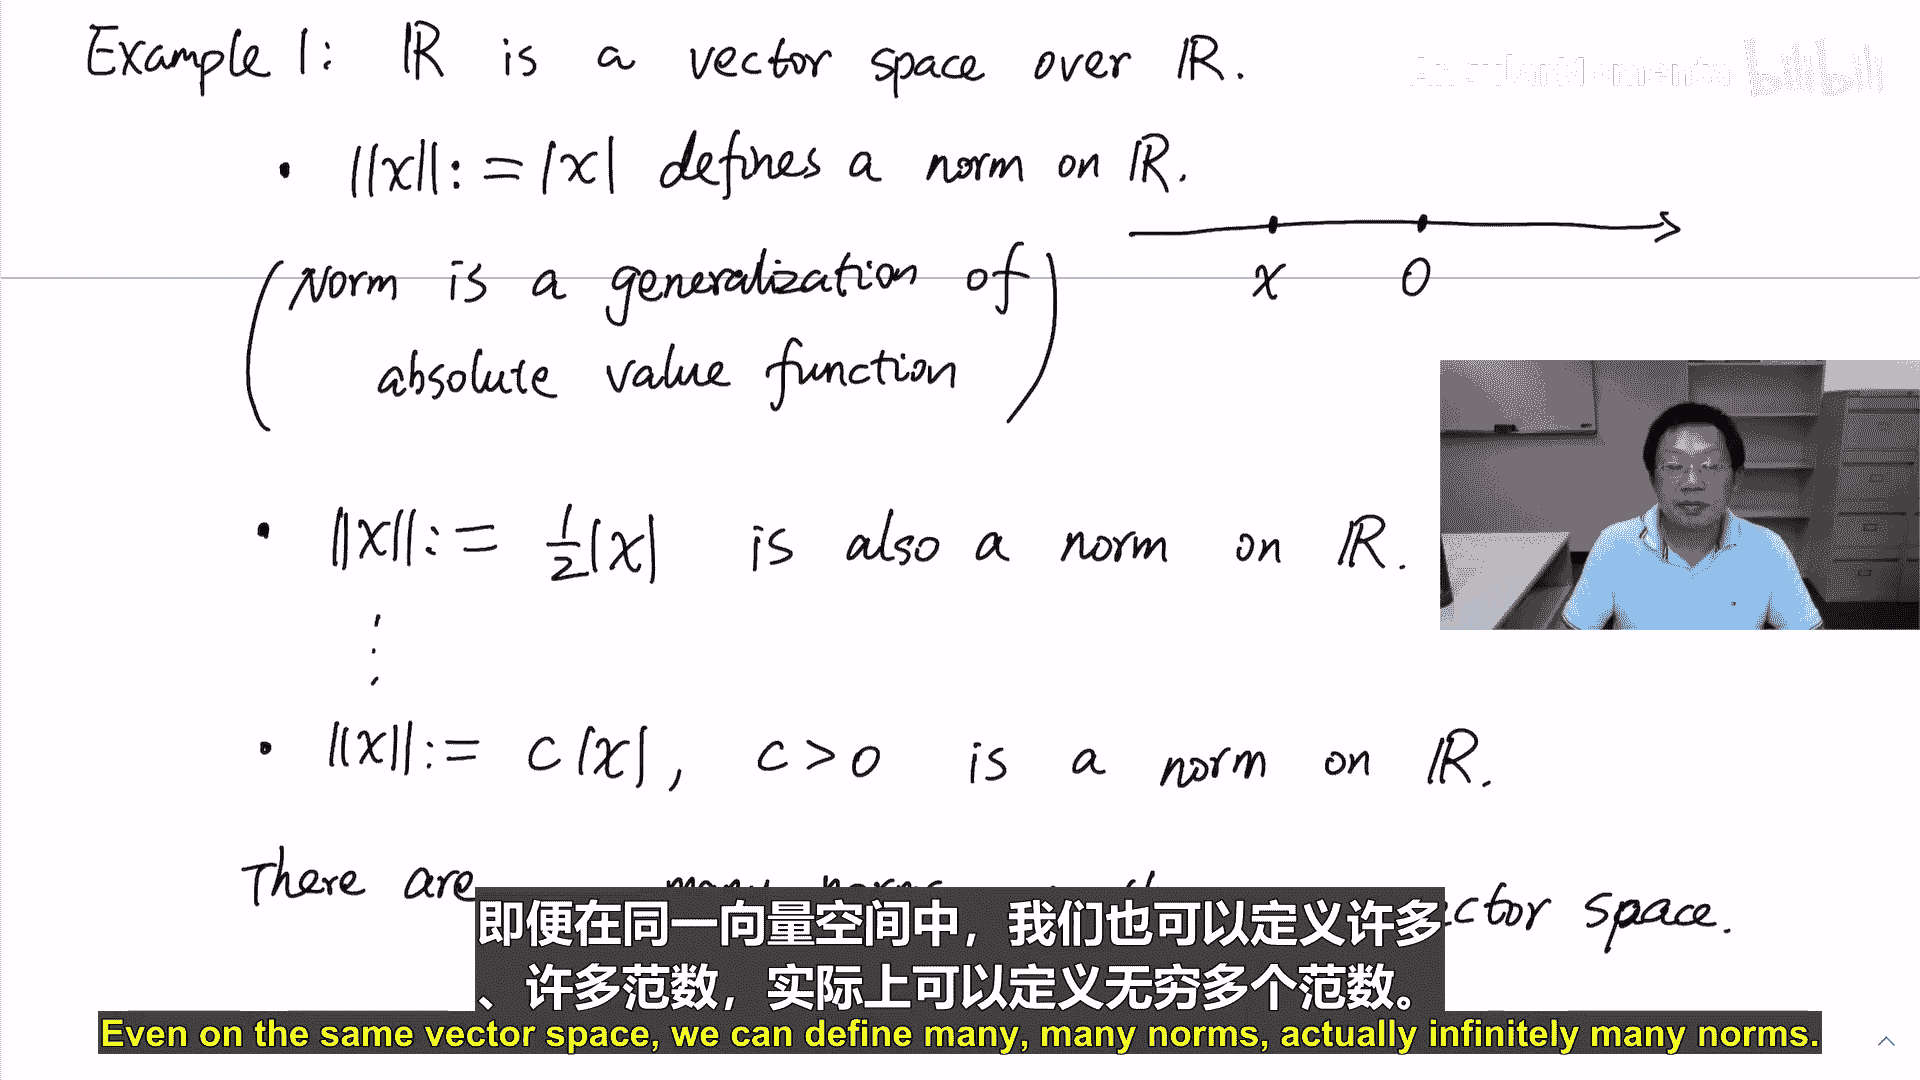 Example 1: ℝ is a vector space over ℝ.
bilibili
• ||x|| := |x| defines a norm on ℝ.
(Norm is a generalization of
absolute value function)
x 0
• ||x|| := 1/2 |x| is also a norm on ℝ.
⋮
• ||x|| := c|x|, c > 0 is a norm on ℝ.
There are many norms space.
即便在同一向量空间中，我们也可以定义许多
、许多范数，实际上可以定义无穷多个范数。
Even on the same vector space, we can define many, many norms, actually infinitely many norms.